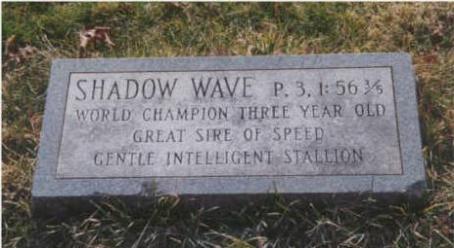 SHADOW WAVE P. 3, 1:56 3/5
WORLD CHAMPION THREE YEAR OLD
GREAT SIRE OF SPEED
GENTLE INTELLIGENT STALLION